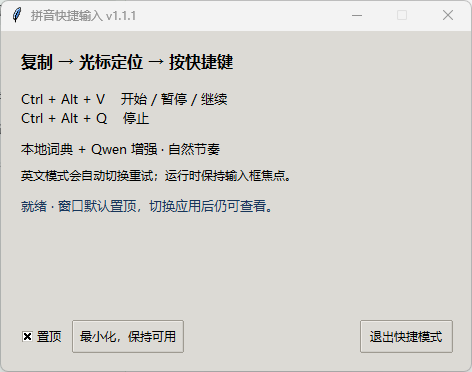 拼音快捷输入 v1.1.1
复制 → 光标定位 → 按快捷键
Ctrl + Alt + V 开始 / 暂停 / 继续
Ctrl + Alt + Q 停止
本地词典 + Qwen 增强 · 自然节奏
英文模式会自动切换重试；运行时保持输入框焦点。
就绪 · 窗口默认置顶，切换应用后仍可查看。
置顶 最小化，保持可用 退出快捷模式